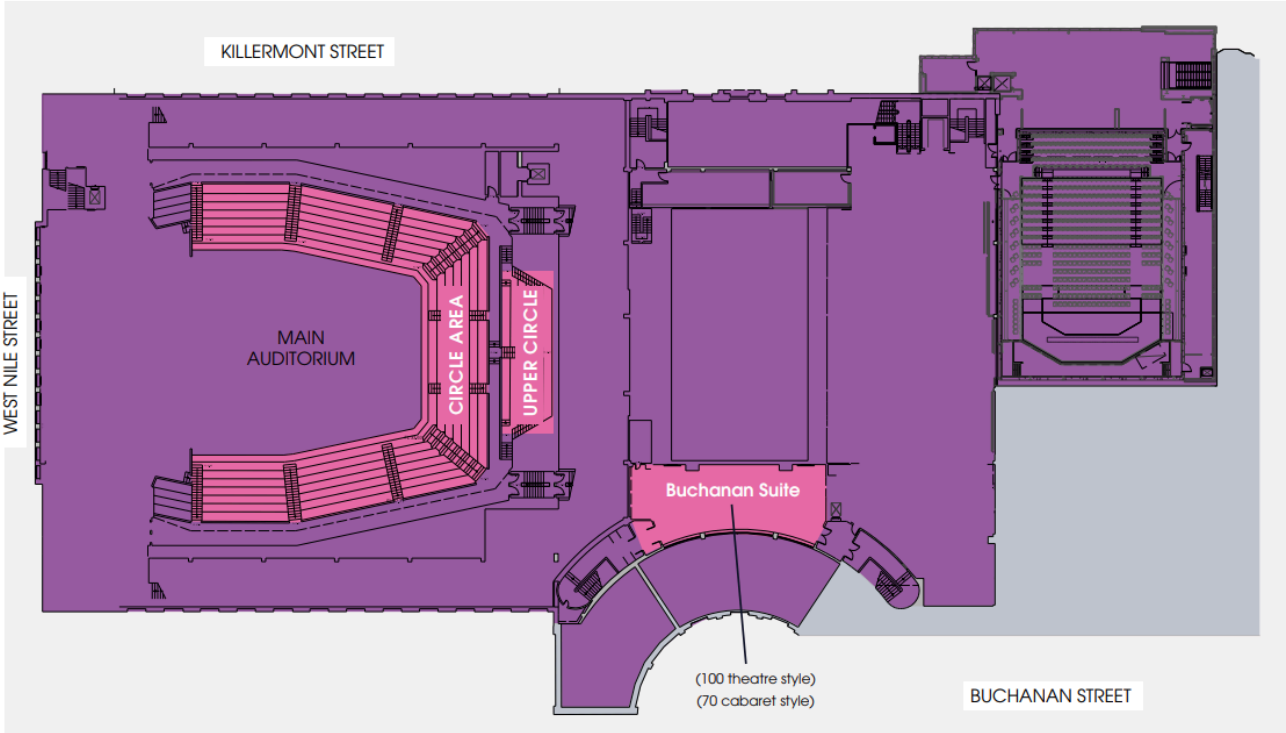 KILLERMONT STREET
WEST NILE STREET
MAIN
AUDITORIUM
CIRCLE AREA
UPPER CIRCLE
Buchanan Suite
(100 theatre style)
(70 cabaret style)
BUCHANAN STREET